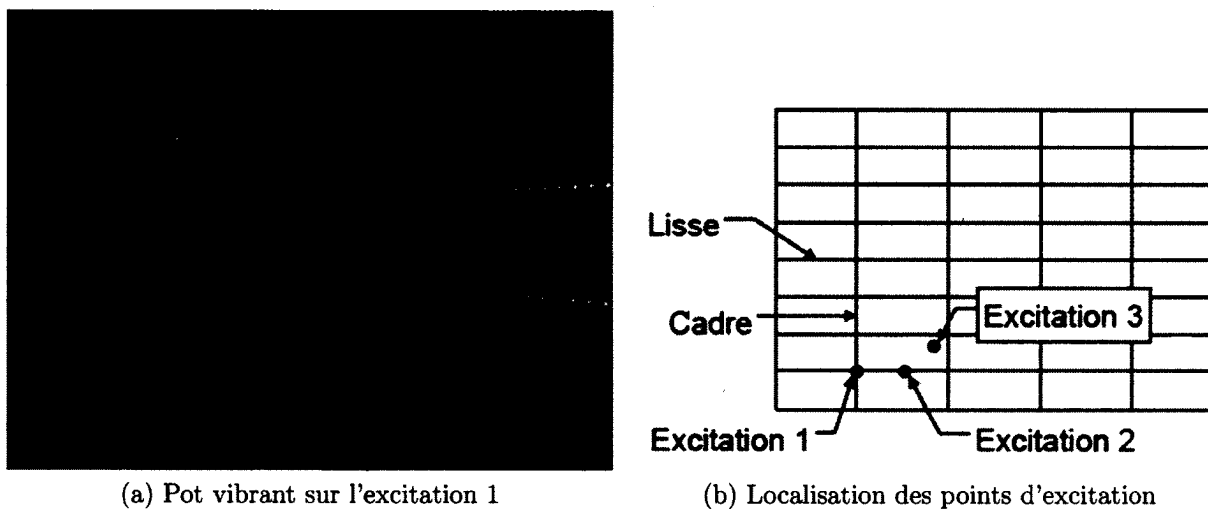 Lisse
Cadre
Excitation 3
Excitation 1
Excitation 2
(a) Pot vibrant sur l'excitation 1
(b) Localisation des points d'excitation